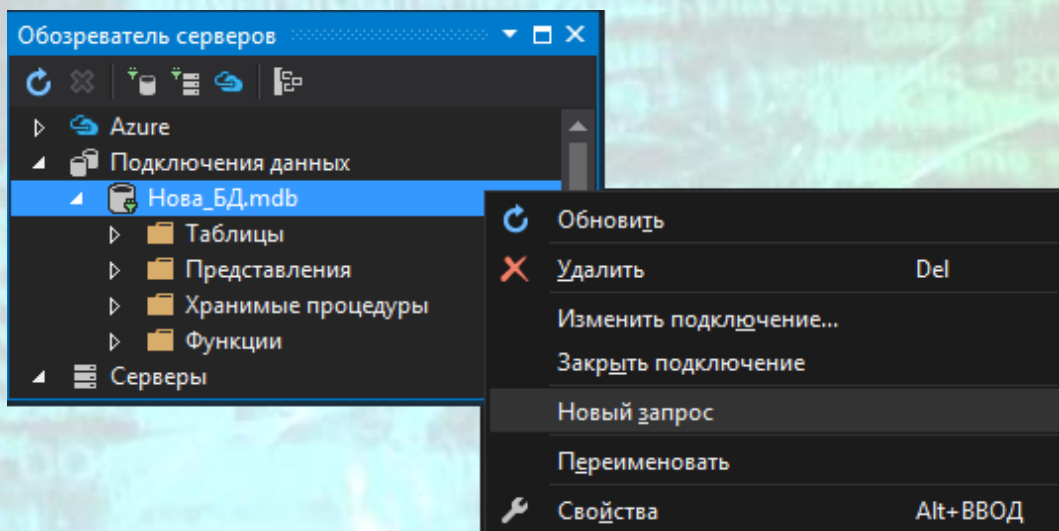 Обозреватель серверов
Azure
Подключения данных
Нова_БД.mdb
Таблицы
Представления
Хранимые процедуры
Функции
Серверы
Обновить
Удалить Del
Изменить подключение...
Закрыть подключение
Новый запрос
Переименовать
Свойства Alt+ВВОД